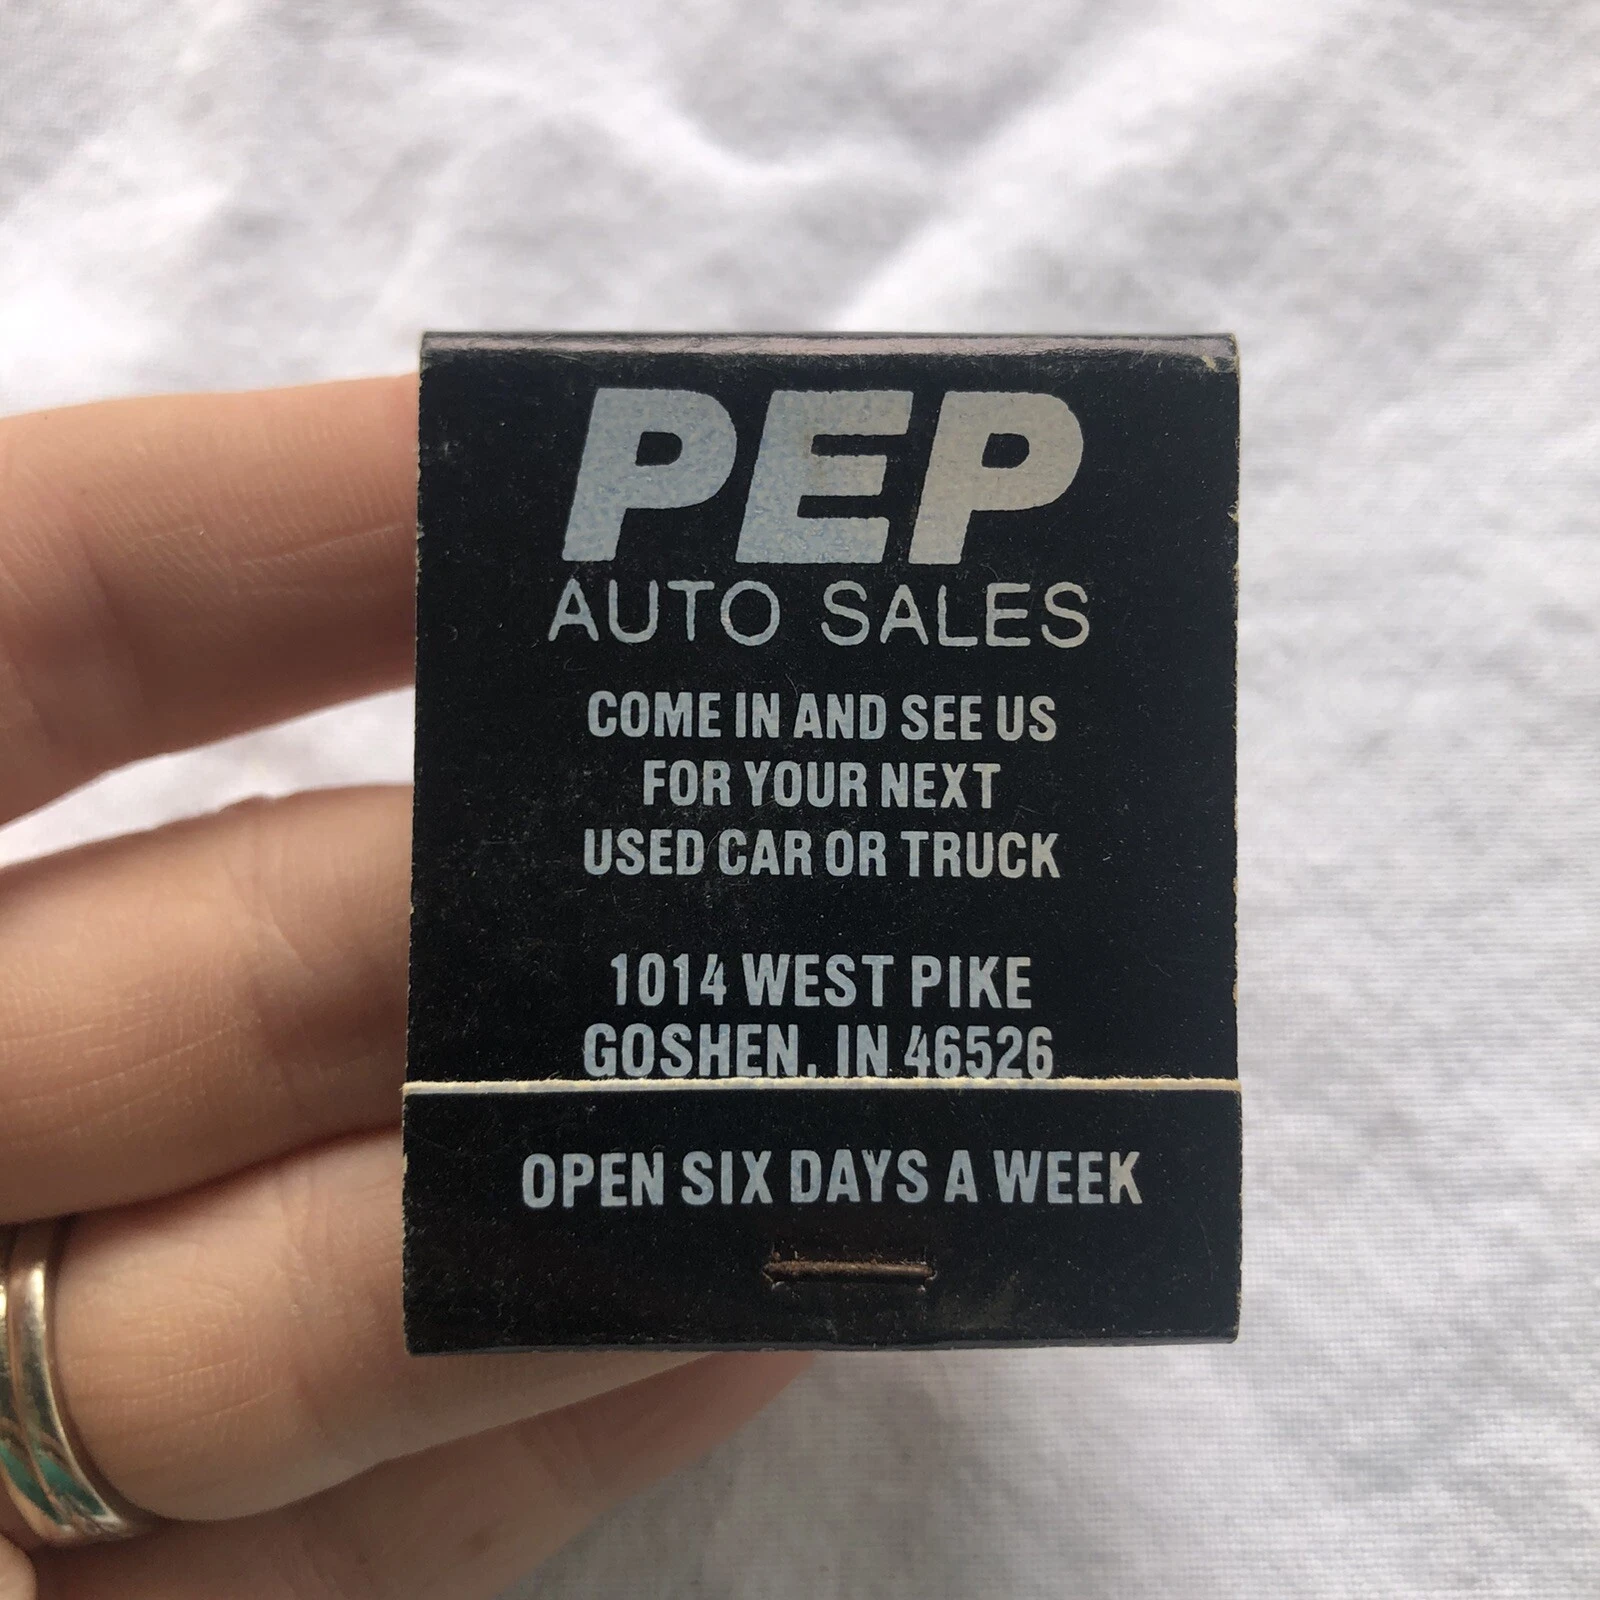 PEP
AUTO SALES
COME IN AND SEE US
FOR YOUR NEXT
USED CAR OR TRUCK
1014 WEST PIKE
GOSHEN, IN 46526
OPEN SIX DAYS A WEEK